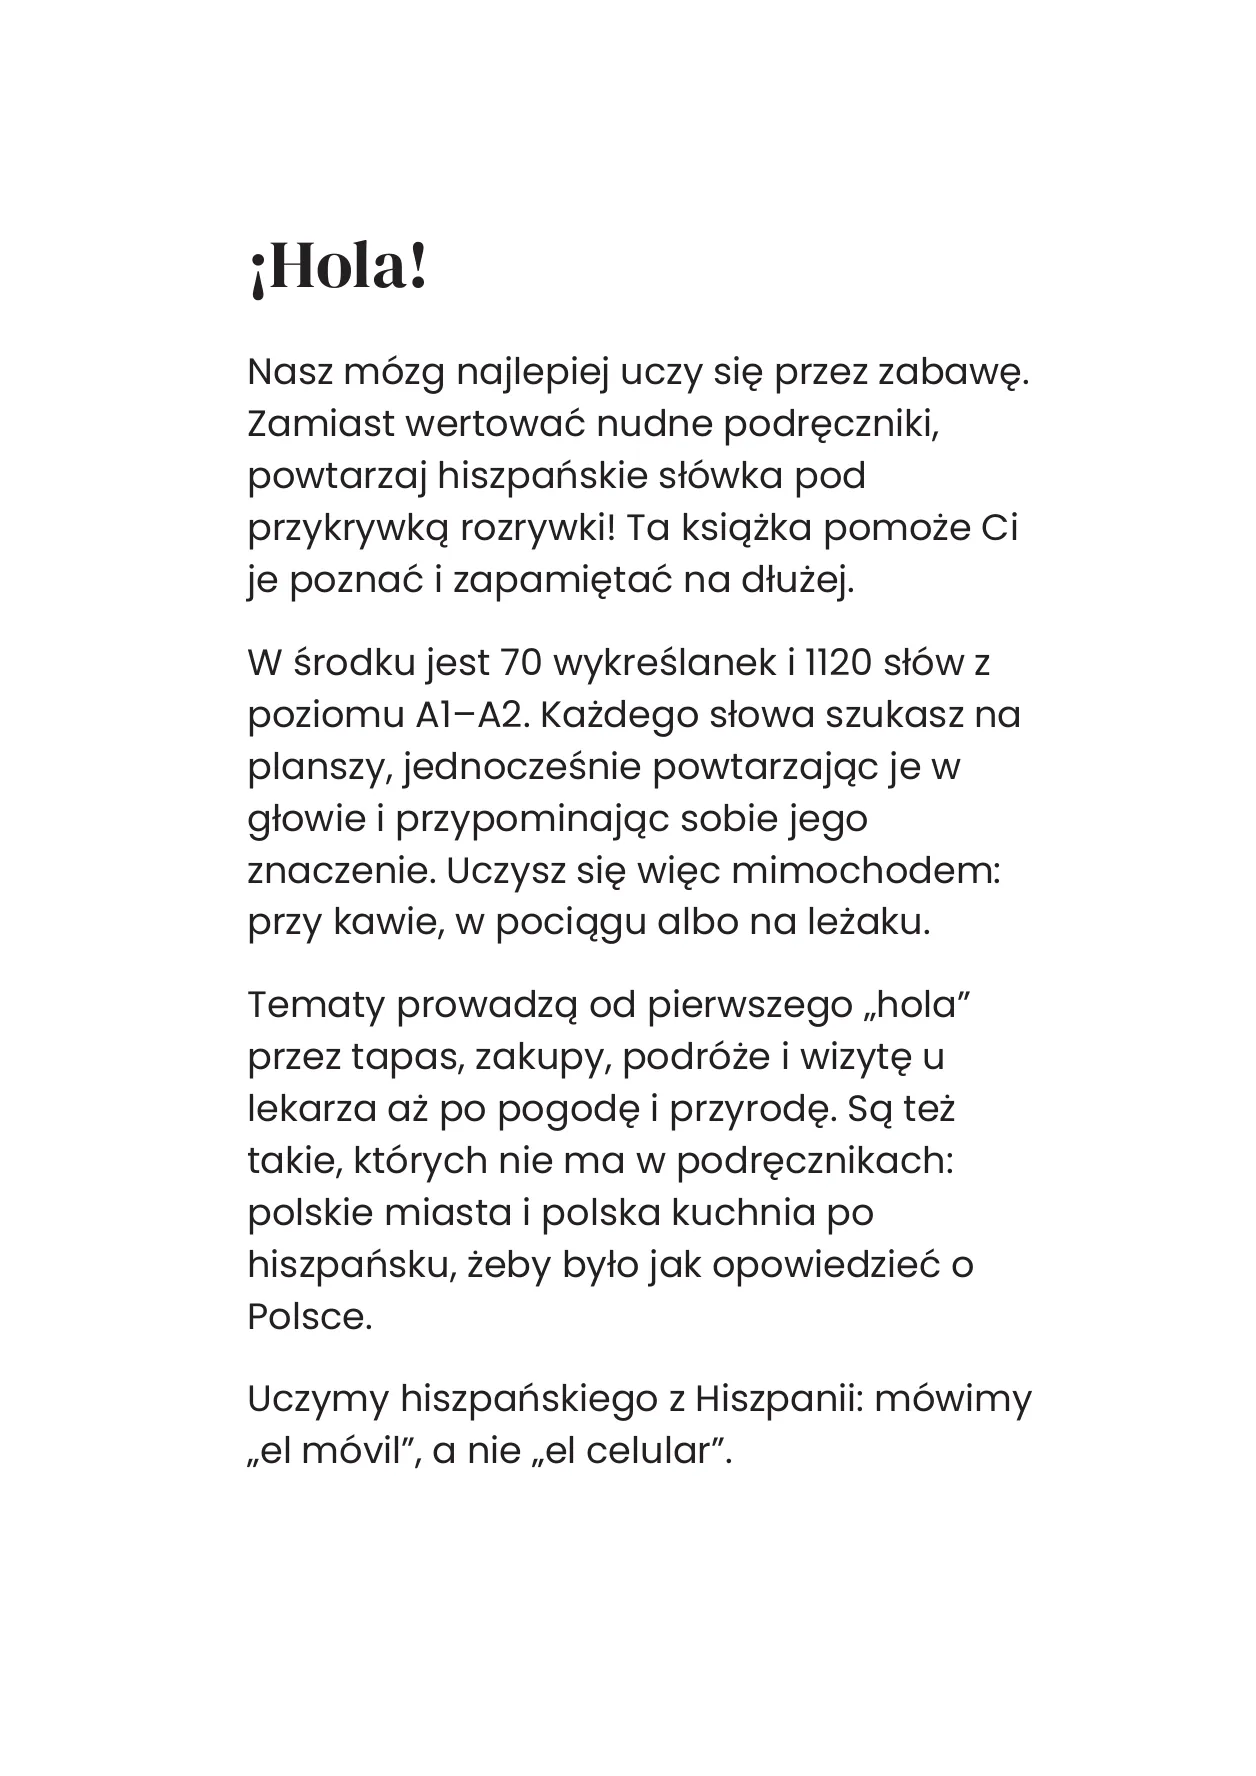 ¡Hola!
Nasz mózg najlepiej uczy się przez zabawę.
Zamiast wertować nudne podręczniki,
powtarzaj hiszpańskie słówka pod
przykrywką rozrywki! Ta książka pomoże Ci
je poznać i zapamiętać na dłużej.
W środku jest 70 wykreślanek i 1120 słów z
poziomu A1–A2. Każdego słowa szukasz na
planszy, jednocześnie powtarzając je w
głowie i przypominając sobie jego
znaczenie. Uczysz się więc mimochodem:
przy kawie, w pociągu albo na leżaku.
Tematy prowadzą od pierwszego „hola”
przez tapas, zakupy, podróże i wizytę u
lekarza aż po pogodę i przyrodę. Są też
takie, których nie ma w podręcznikach:
polskie miasta i polska kuchnia po
hiszpańsku, żeby było jak opowiedzieć o
Polsce.
Uczymy hiszpańskiego z Hiszpanii: mówimy
„el móvil”, a nie „el celular”.